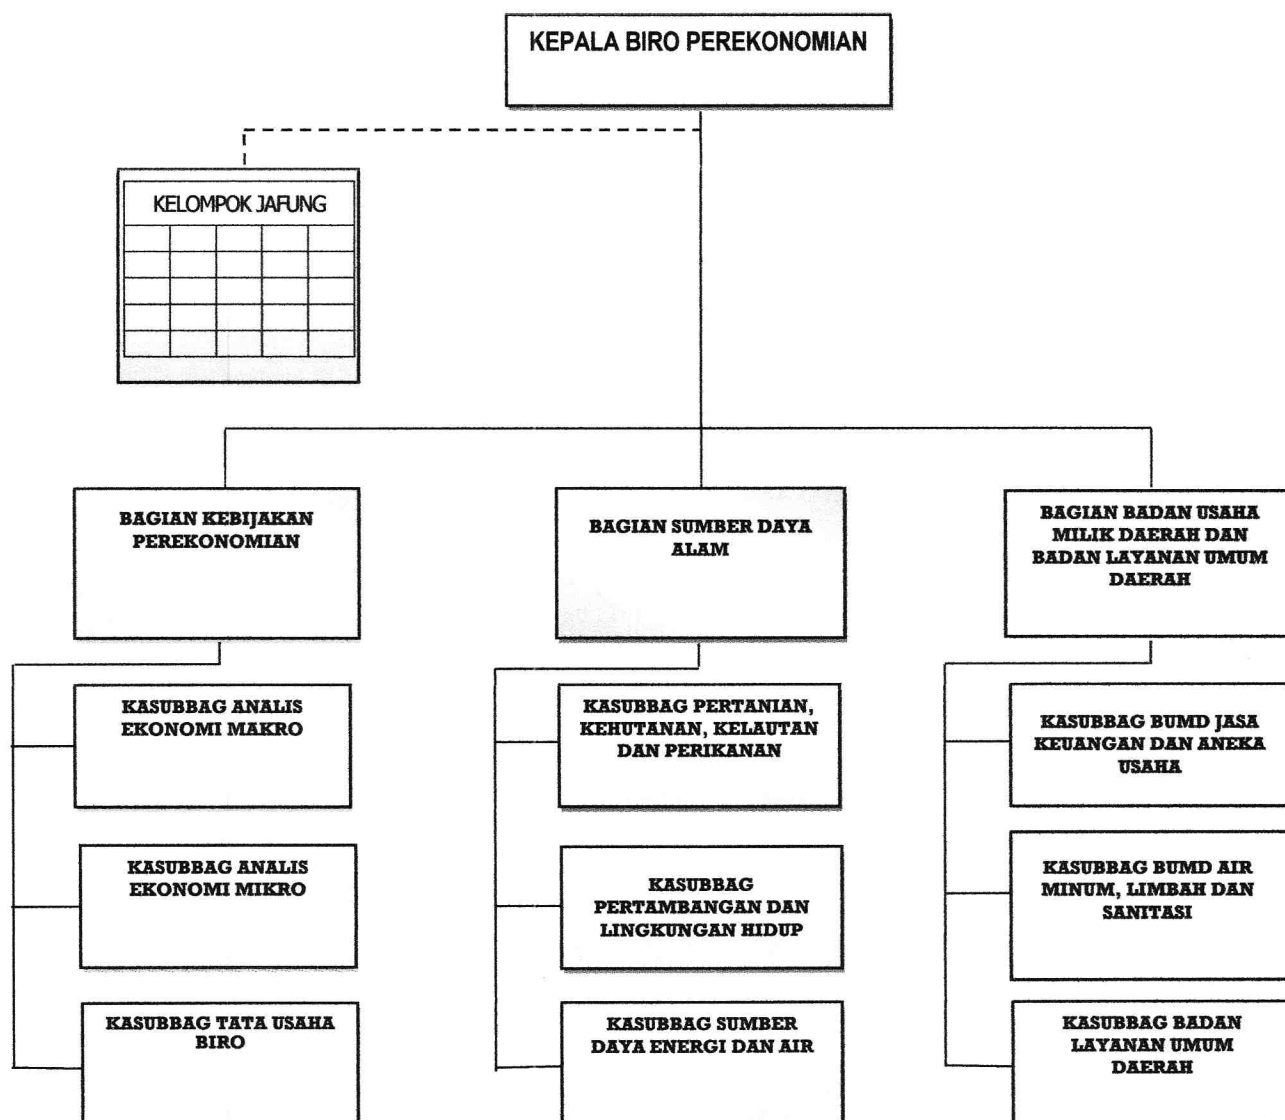 KEPALA BIRO PEREKONOMIAN
KELOMPOK JAFUNG
BAGIAN KEBIJAKAN
PEREKONOMIAN
BAGIAN SUMBER DAYA
ALAM
BAGIAN BADAN USAHA
MILIK DAERAH DAN
BADAN LAYANAN UMUM
DAERAH
KASUBBAG ANALIS
EKONOMI MAKRO
KASUBBAG PERTANIAN,
KEHUTANAN, KELAUTAN
DAN PERIKANAN
KASUBBAG BUMD JASA
KEUANGAN DAN ANEKA
USAHA
KASUBBAG ANALIS
EKONOMI MIKRO
KASUBBAG
PERTAMBANGAN DAN
LINGKUNGAN HIDUP
KASUBBAG BUMD AIR
MINUM, LIMBAH DAN
SANITASI
KASUBBAG TATA USAHA
BIRO
KASUBBAG SUMBER
DAYA ENERGI DAN AIR
KASUBBAG BADAN
LAYANAN UMUM
DAERAH